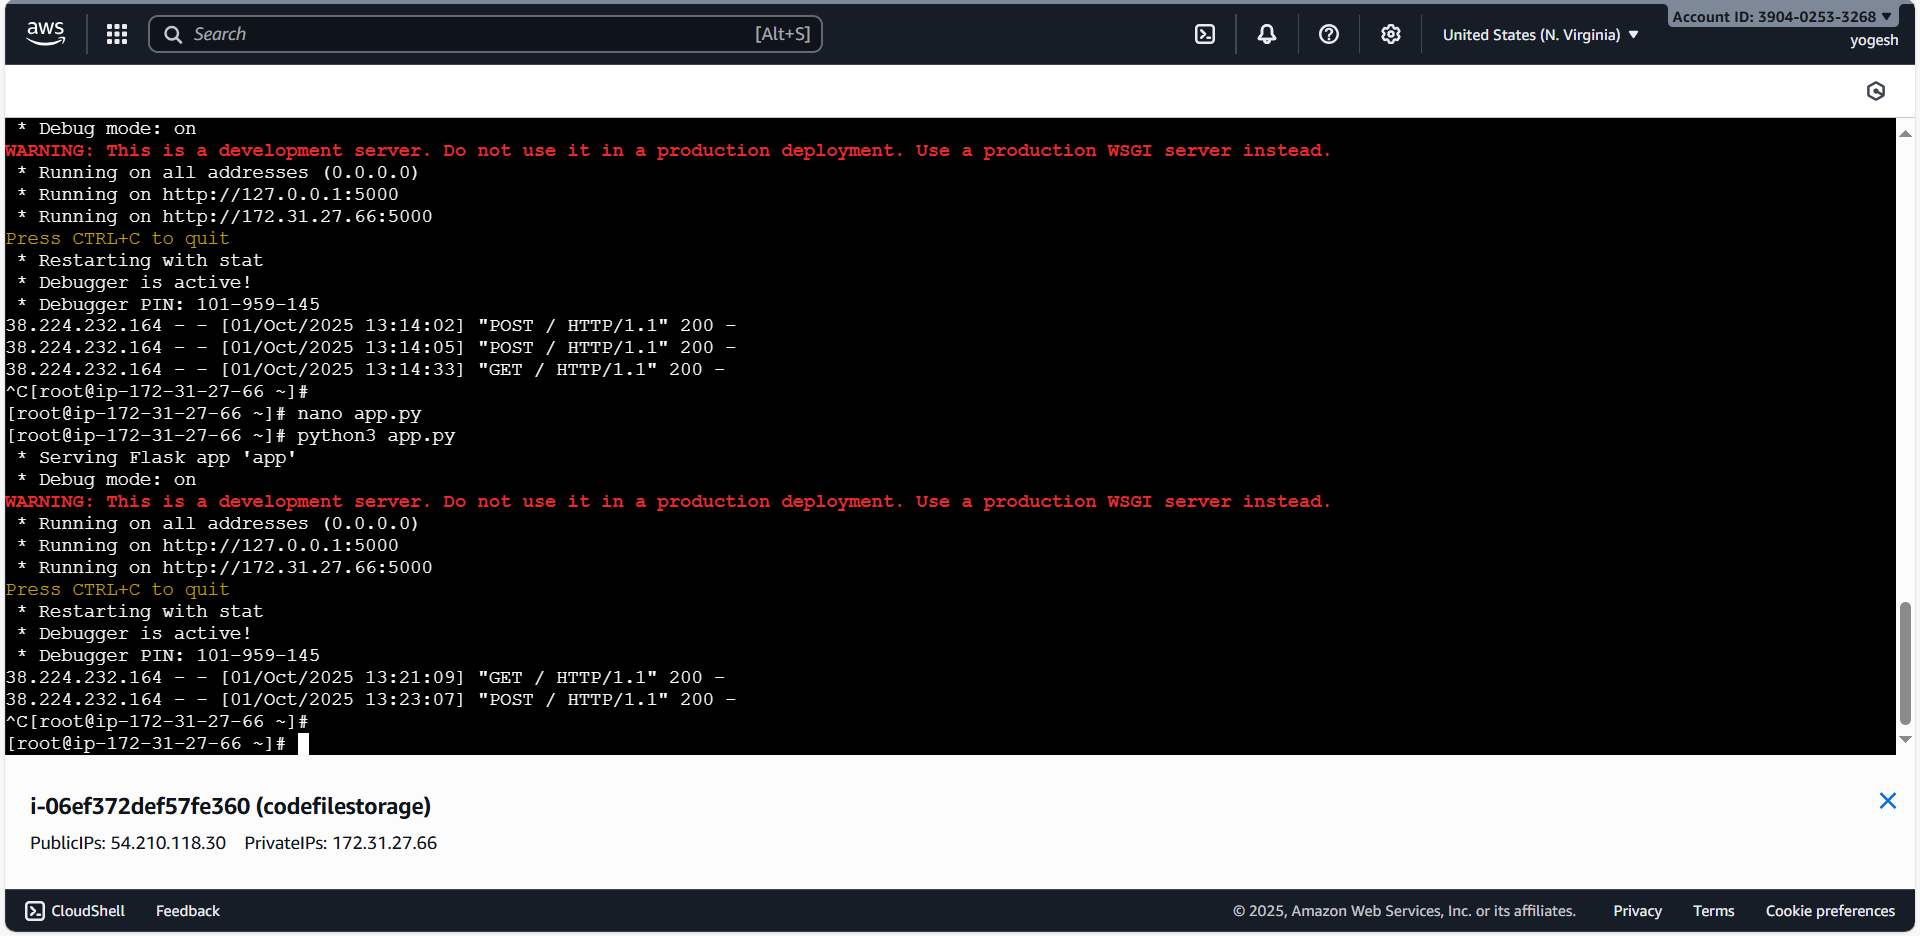 aws
Search
[Alt+S]
United States (N. Virginia)
Account ID: 3904-0253-3268
yogesh
* Debug mode: on
WARNING: This is a development server. Do not use it in a production deployment. Use a production WSGI server instead.
* Running on all addresses (0.0.0.0)
* Running on http://127.0.0.1:5000
* Running on http://172.31.27.66:5000
Press CTRL+C to quit
* Restarting with stat
* Debugger is active!
* Debugger PIN: 101-959-145
38.224.232.164 - - [01/Oct/2025 13:14:02] "POST / HTTP/1.1" 200 -
38.224.232.164 - - [01/Oct/2025 13:14:05] "POST / HTTP/1.1" 200 -
38.224.232.164 - - [01/Oct/2025 13:14:33] "GET / HTTP/1.1" 200 -
^C[root@ip-172-31-27-66 ~]#
[root@ip-172-31-27-66 ~]# nano app.py
[root@ip-172-31-27-66 ~]# python3 app.py
* Serving Flask app 'app'
* Debug mode: on
WARNING: This is a development server. Do not use it in a production deployment. Use a production WSGI server instead.
* Running on all addresses (0.0.0.0)
* Running on http://127.0.0.1:5000
* Running on http://172.31.27.66:5000
Press CTRL+C to quit
* Restarting with stat
* Debugger is active!
* Debugger PIN: 101-959-145
38.224.232.164 - - [01/Oct/2025 13:21:09] "GET / HTTP/1.1" 200 -
38.224.232.164 - - [01/Oct/2025 13:23:07] "POST / HTTP/1.1" 200 -
^C[root@ip-172-31-27-66 ~]#
[root@ip-172-31-27-66 ~]#
i-06ef372def57fe360 (codefilestorage)
PublicIPs: 54.210.118.30 PrivateIPs: 172.31.27.66
CloudShell Feedback © 2025, Amazon Web Services, Inc. or its affiliates. Privacy Terms Cookie preferences